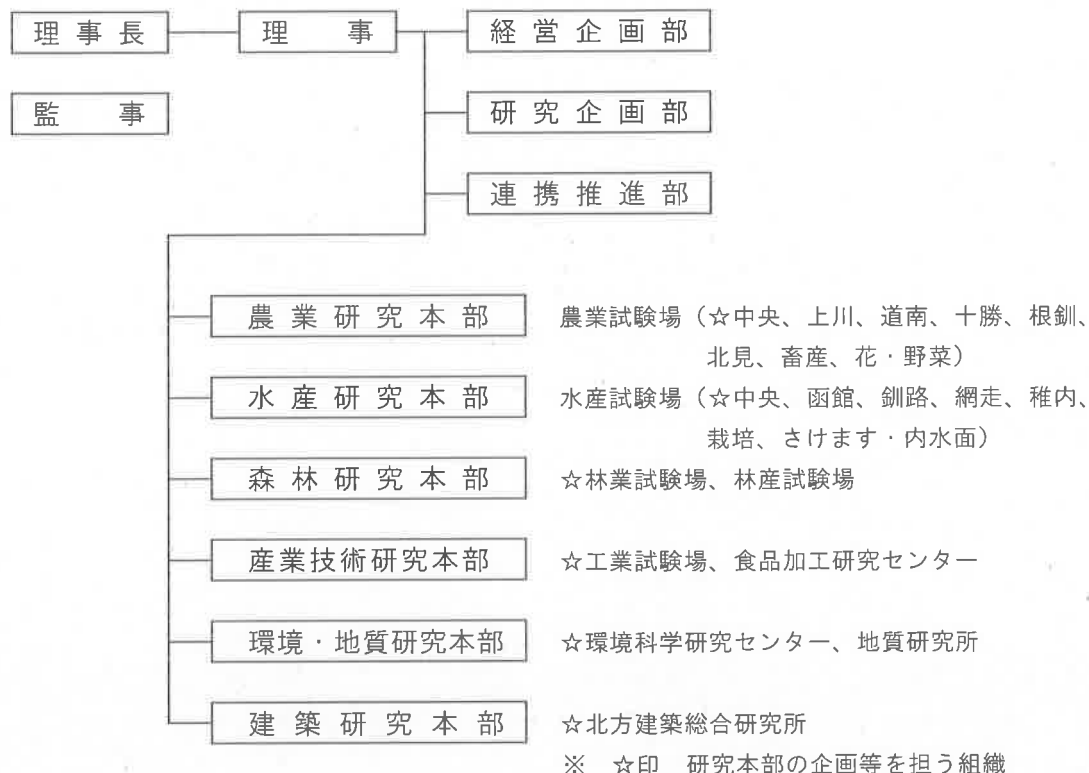 理事長 理事 経営企画部
監事 研究企画部
連携推進部
農業研究本部 農業試験場（☆中央、上川、道南、十勝、根釧、
北見、畜産、花・野菜）
水産研究本部 水産試験場（☆中央、函館、釧路、網走、稚内、
栽培、さけます・内水面）
森林研究本部 ☆林業試験場、林産試験場
産業技術研究本部 ☆工業試験場、食品加工研究センター
環境・地質研究本部 ☆環境科学研究センター、地質研究所
建築研究本部 ☆北方建築総合研究所
※ ☆印 研究本部の企画等を担う組織